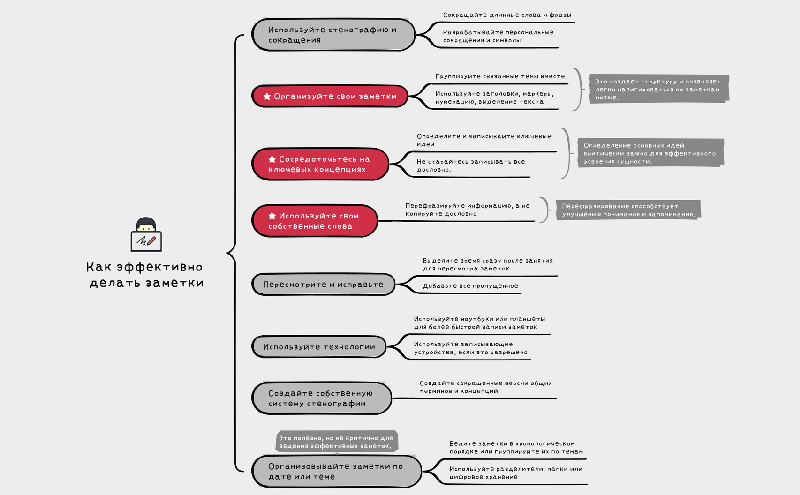 Как эффективно
делать заметки
Используйте стенографию и
сокращения
Сокращайте длинные слова и фразы
Разрабатывайте персональные
сокращения и символы
Организуйте свои заметки
Группируйте связанные темы вместе
Используйте заголовки, маркеры,
нумерацию, выделение текста
Это создает структуру и позволяет
легко навигироваться по заметкам
позже.
Сосредоточьтесь на
ключевых концепциях
Определите и записывайте ключевые
идеи
Не старайтесь записывать все
дословно.
Определение основных идей
критически важно для эффективного
усвоения сущности.
Используйте свои
собственные слова
Перефразируйте информацию, а не
копируйте дословно
Перефразирование способствует
улучшению понимания и запоминания.
Пересмотрите и исправьте
Выделите время сразу после занятия
для пересмотра заметок
Добавьте все пропущенное
Используйте технологии
Используйте ноутбуки или планшеты
для более быстрой записи заметок
Используйте записывающие
устройства, если это разрешено
Создайте собственную
систему стенографии
Создайте сокращенные версии общих
терминов и концепций
Это полезно, но не критично для
ведения эффективных заметок.
Организовывайте заметки по
дате или теме
Ведите заметки в хронологическом
порядке или группируйте их по темам
Используйте разделители, папки или
цифровое хранение